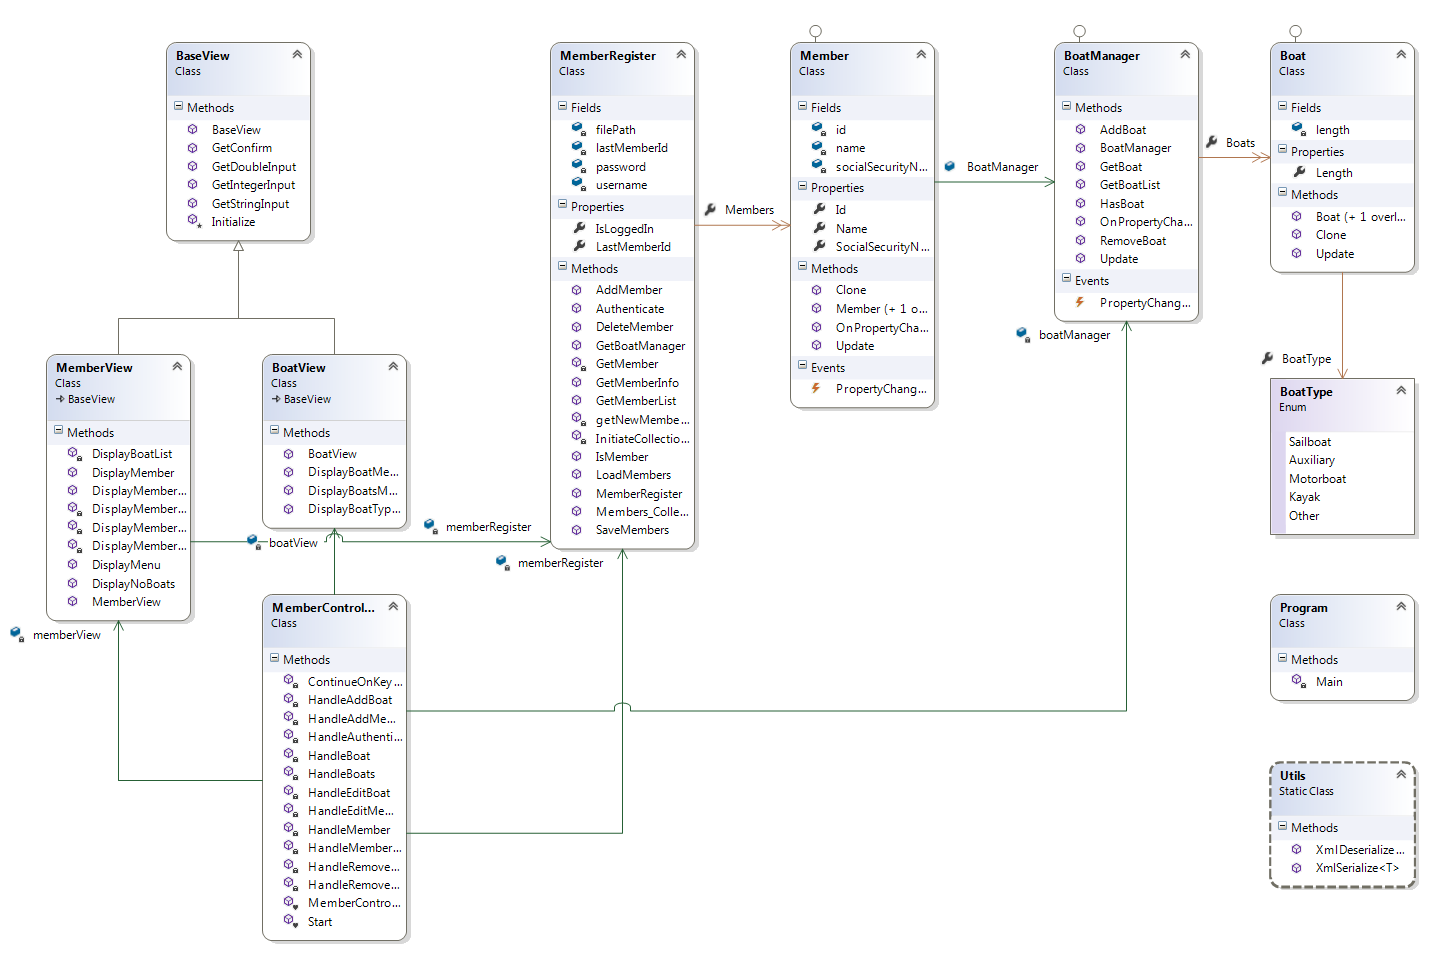 BaseView
Class
Methods
BaseView
GetConfirm
GetDoubleInput
GetIntegerInput
GetStringInput
Initialize
MemberView
Class
BaseView
Methods
DisplayBoatList
DisplayMember
DisplayMember...
DisplayMember...
DisplayMember...
DisplayMember...
DisplayMenu
DisplayNoBoats
MemberView
memberView
BoatView
Class
BaseView
Methods
BoatView
DisplayBoatMe...
DisplayBoatsM...
DisplayBoatTyp...
boatView
memberRegister
memberRegister
MemberControl...
Class
Methods
ContinueOnKey...
HandleAddBoat
HandleAddMe...
HandleAuthenti...
HandleBoat
HandleBoats
HandleEditBoat
HandleEditMe...
HandleMember
HandleMember...
HandleRemove...
HandleRemove...
MemberContro...
Start
MemberRegister
Class
Fields
filePath
lastMemberId
password
username
Properties
IsLoggedIn
LastMemberId
Methods
AddMember
Authenticate
DeleteMember
GetBoatManager
GetMember
GetMemberInfo
GetMemberList
getNewMembe...
InitiateCollectio...
IsMember
LoadMembers
MemberRegister
Members_Colle...
SaveMembers
Members
Member
Class
Fields
id
name
socialSecurityN...
Properties
Id
Name
SocialSecurityN...
Methods
Clone
Member (+ 1 o...
OnPropertyCha...
Update
Events
PropertyChang...
BoatManager
BoatManager
Class
Methods
AddBoat
BoatManager
GetBoat
GetBoatList
HasBoat
OnPropertyCha...
RemoveBoat
Update
Events
PropertyChang...
boatManager
Boats
Boat
Class
Fields
length
Properties
Length
Methods
Boat (+ 1 overl...
Clone
Update
BoatType
BoatType
Enum
Sailboat
Auxiliary
Motorboat
Kayak
Other
Program
Class
Methods
Main
Utils
Static Class
Methods
XmlDeserialize...
XmlSerialize<T>